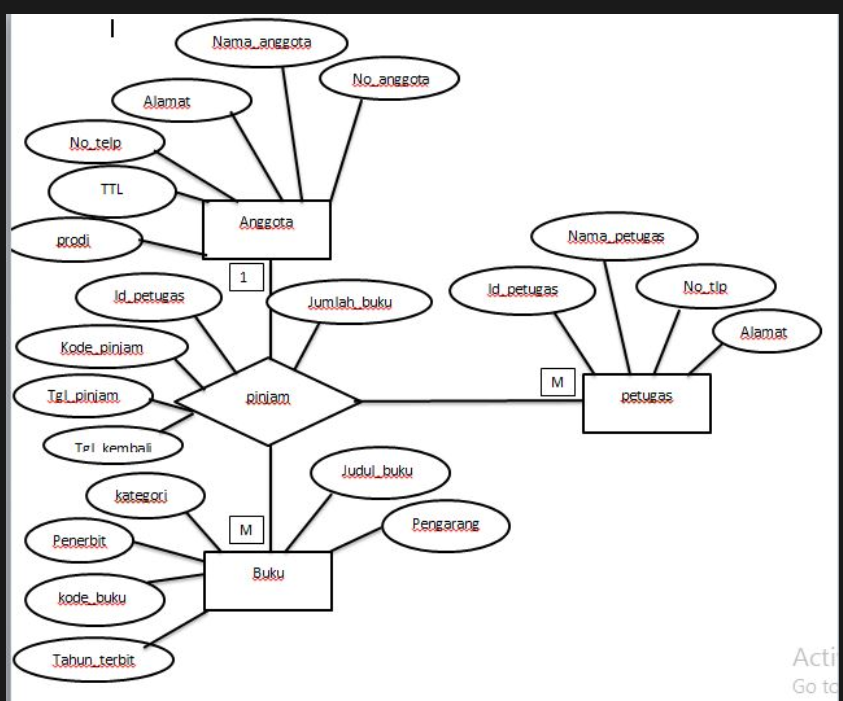 Nama_anggota
No_anggota
Alamat
No_telp
TTL
prodi
Anggota
1
Id_petugas
Jumlah_buku
Kode_pinjam
Tgl_pinjam
Tgl_kembali
pinjam
Nama_petugas
Id_petugas
No_tlp
Alamat
M
petugas
kategori
Judul_buku
Penerbit
Pengarang
M
kode_buku
Buku
Tahun_terbit
Acti
Go to